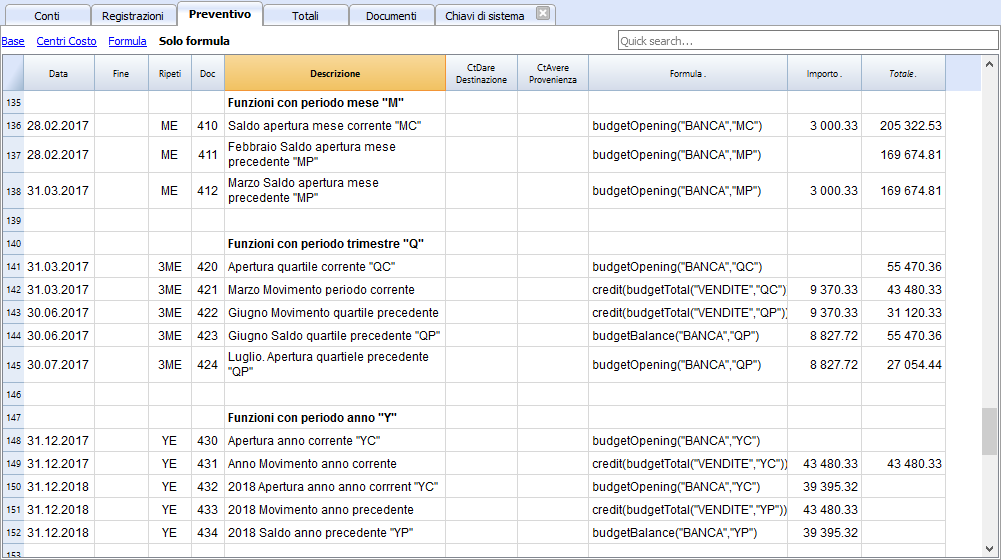 Conti Registrazioni Preventivo Totali Documenti Chiavi di sistema
Base Centri Costo Formula Solo formula Quick search...
Data Fine Ripeti Doc Descrizione CtDare Destinazione CtAvere Provenienza Formula . Importo . Totale.
135 Funzioni con periodo mese "M"
136 28.02.2017 ME 410 Saldo apertura mese corrente "MC" budgetOpening("BANCA","MC") 3 000.33 205 322.53
137 28.02.2017 ME 411 Febbraio Saldo apertura mese precedente "MP" budgetOpening("BANCA","MP") 169 674.81
138 31.03.2017 ME 412 Marzo Saldo apertura mese precedente "MP" budgetOpening("BANCA","MP") 3 000.33 169 674.81
139
140 Funzioni con periodo trimestre "Q"
141 31.03.2017 3ME 420 Apertura quartile corrente "QC" budgetOpening("BANCA","QC") 55 470.36
142 31.03.2017 3ME 421 Marzo Movimento periodo corrente credit(budgetTotal("VENDITE","QC") 9 370.33 43 480.33
143 30.06.2017 3ME 422 Giugno Movimento quartile precedente credit(budgetTotal("VENDITE","QP")) 9 370.33 31 120.33
144 30.06.2017 3ME 423 Giugno Saldo quartile precedente "QP" budgetBalance("BANCA","QP") 8 827.72 55 470.36
145 30.07.2017 3ME 424 Luglio. Apertura quartiele precedente "QP" budgetOpening("BANCA","QP") 8 827.72 27 054.44
146
147 Funzioni con periodo anno "Y"
148 31.12.2017 YE 430 Apertura anno corrente "YC" budgetOpening("BANCA","YC")
149 31.12.2017 YE 431 Anno Movimento anno corrente credit(budgetTotal("VENDITE","YC")) 43 480.33 43 480.33
150 31.12.2018 YE 432 2018 Apertura anno anno corrrent "YC" budgetOpening("BANCA","YC") 39 395.32
151 31.12.2018 YE 433 2018 Movimento anno precedente credit(budgetTotal("VENDITE","YP")) 43 480.33
152 31.12.2018 YE 434 2018 Saldo anno precedente "YP" budgetBalance("BANCA","YP") 39 395.32
153